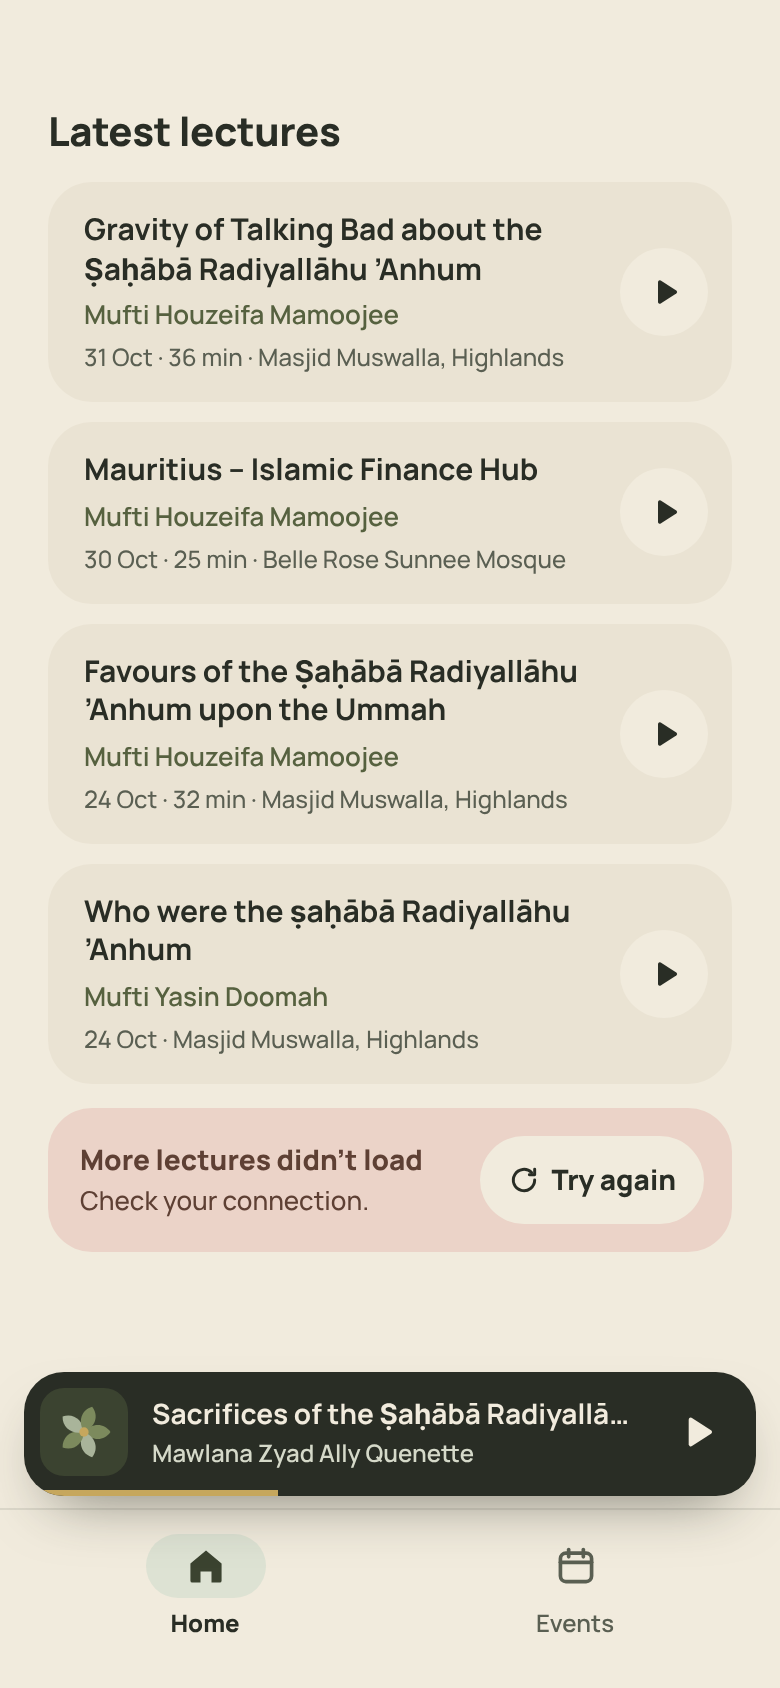 Latest lectures
Gravity of Talking Bad about the
Ṣaḥābā Radiyallāhu ’Anhum
Mufti Houzeifa Mamoojee
31 Oct · 36 min · Masjid Muswalla, Highlands
Mauritius – Islamic Finance Hub
Mufti Houzeifa Mamoojee
30 Oct · 25 min · Belle Rose Sunnee Mosque
Favours of the Ṣaḥābā Radiyallāhu
’Anhum upon the Ummah
Mufti Houzeifa Mamoojee
24 Oct · 32 min · Masjid Muswalla, Highlands
Who were the ṣaḥābā Radiyallāhu
’Anhum
Mufti Yasin Doomah
24 Oct · Masjid Muswalla, Highlands
More lectures didn’t load
Check your connection.
Try again
Sacrifices of the Ṣaḥābā Radiyallā…
Mawlana Zyad Ally Quenette
Home
Events